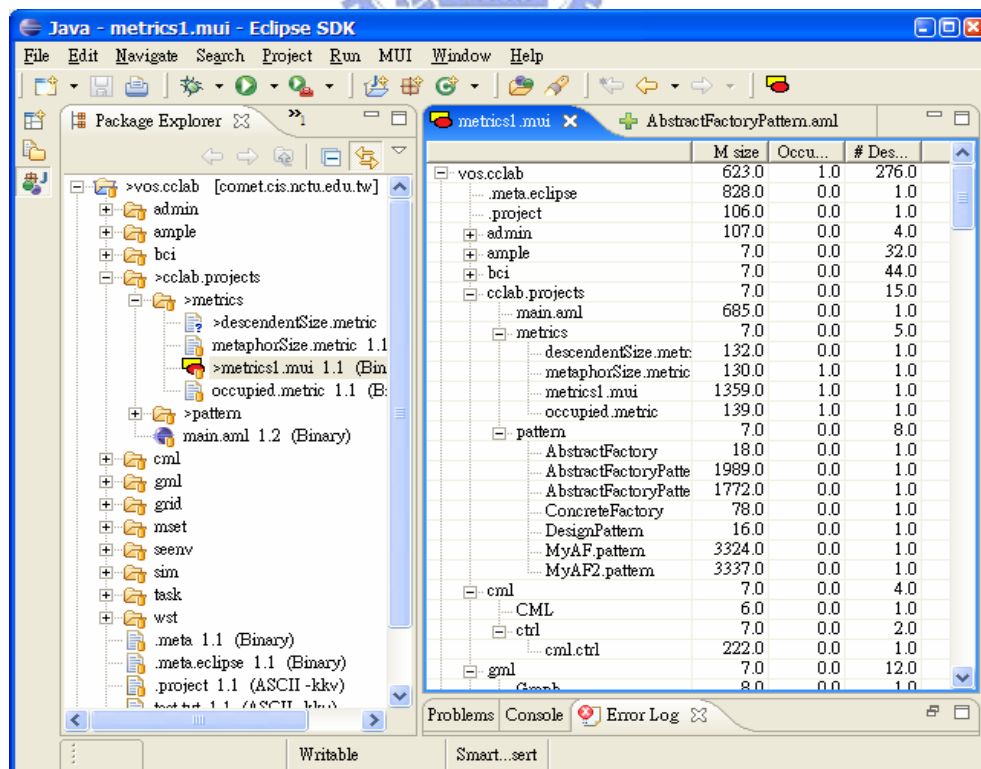 Java - metrics1.mui - Eclipse SDK
File Edit Navigate Search Project Run MUI Window Help
Package Explorer
»1
>vos.cclab [comet.cis.nctu.edu.tw]
admin
ample
bci
>cclab.projects
>metrics
>descendentSize.metric
metaphorSize.metric 1.1
>metrics1.mui 1.1 (Bin
occupied.metric 1.1 (B:
>pattern
main.aml 1.2 (Binary)
cml
gml
grid
mset
seenv
sim
task
wst
.meta 1.1 (Binary)
.meta.eclipse 1.1 (Binary)
.project 1.1 (ASCII -kkv)
metrics1.mui AbstractFactoryPattern.aml
M size Occu... # Des...
vos.cclab 623.0 1.0 276.0
.meta.eclipse 828.0 0.0 1.0
.project 106.0 0.0 1.0
admin 107.0 0.0 4.0
ample 7.0 0.0 32.0
bci 7.0 0.0 44.0
cclab.projects 7.0 0.0 15.0
main.aml 685.0 0.0 1.0
metrics 7.0 0.0 5.0
descendentSize.metr: 132.0 0.0 1.0
metaphorSize.metric 130.0 1.0 1.0
metrics1.mui 1359.0 1.0 1.0
occupied.metric 139.0 1.0 1.0
pattern 7.0 0.0 8.0
AbstractFactory 18.0 0.0 1.0
AbstractFactoryPatte 1989.0 0.0 1.0
AbstractFactoryPatte 1772.0 0.0 1.0
ConcreteFactory 78.0 0.0 1.0
DesignPattern 16.0 0.0 1.0
MyAF.pattern 3324.0 0.0 1.0
MyAF2.pattern 3337.0 0.0 1.0
cml 7.0 0.0 4.0
CML 6.0 0.0 1.0
ctrl 7.0 0.0 2.0
cml.ctrl 222.0 0.0 1.0
gml 7.0 0.0 12.0
Graph 8.0 0.0 1.0
Problems Console Error Log
Writable Smart...sert